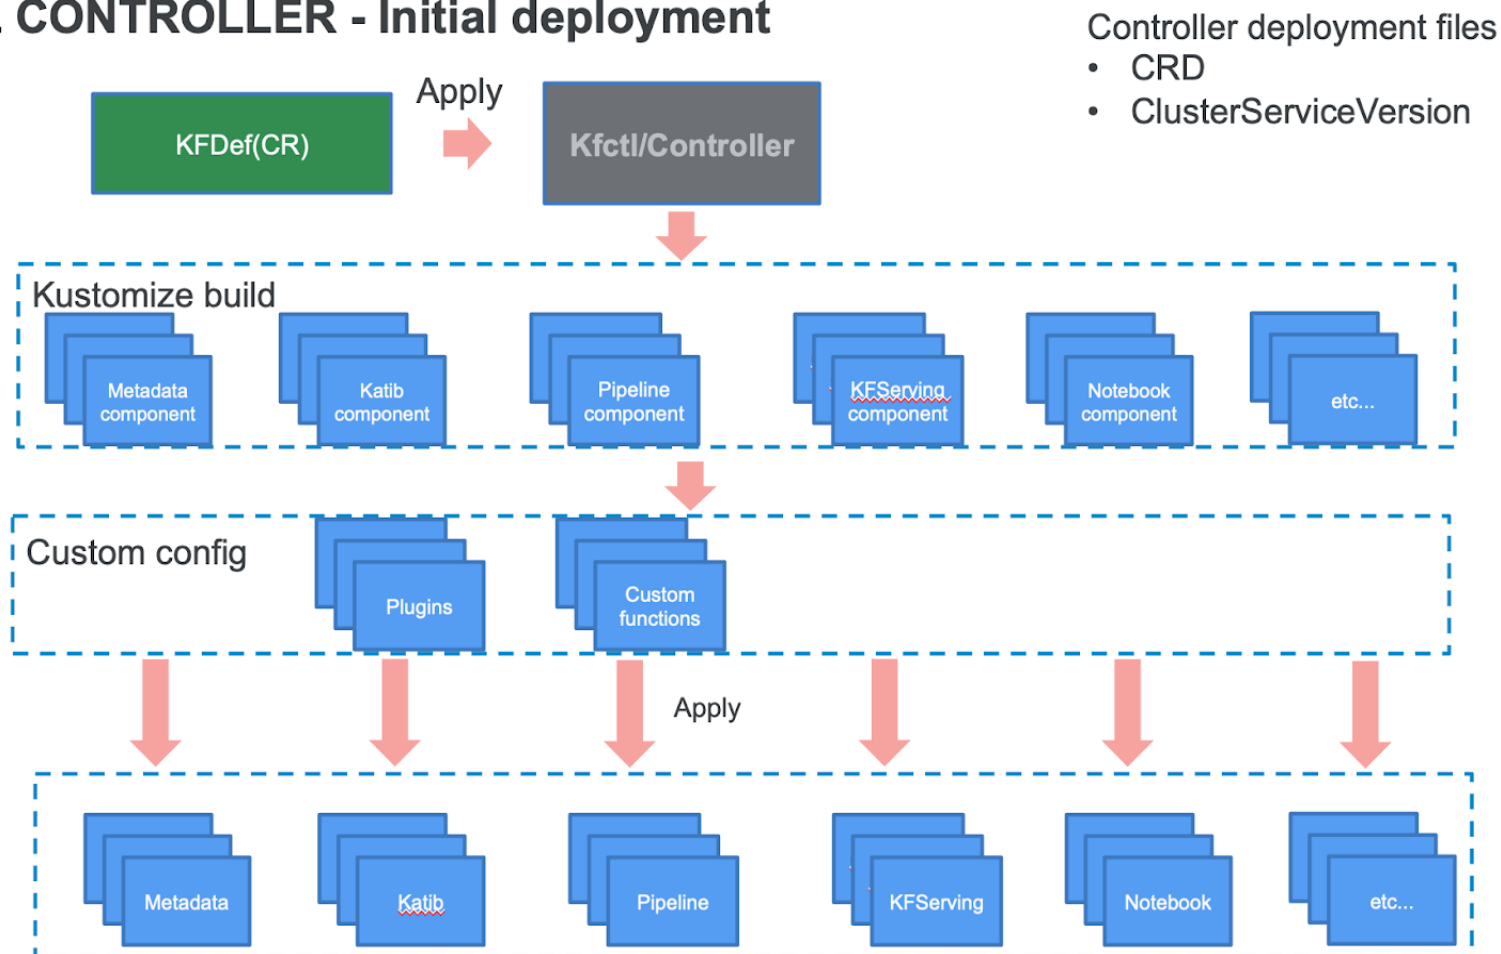 CONTROLLER - Initial deployment
Controller deployment files
• CRD
• ClusterServiceVersion
KFDef(CR)
Apply
Kfctl/Controller
Kustomize build
Metadata
component
Katib
component
Pipeline
component
KFServing
component
Notebook
component
etc...
Custom config
Plugins
Custom
functions
Apply
Metadata
Katib
Pipeline
KFServing
Notebook
etc...